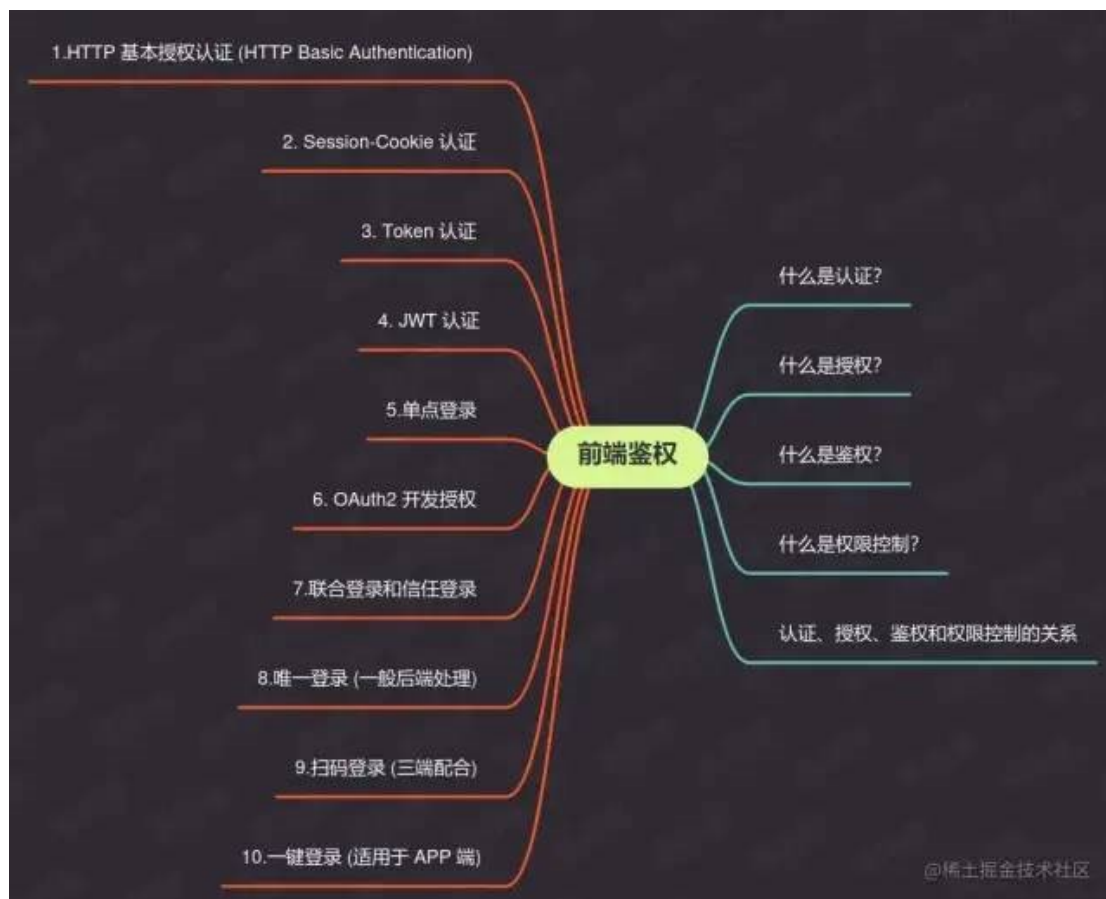 1.HTTP 基本授权认证 (HTTP Basic Authentication)
2. Session-Cookie 认证
3. Token 认证
4. JWT 认证
5.单点登录
6. OAuth2 开发授权
7.联合登录和信任登录
8.唯一登录 (一般后端处理)
9.扫码登录 (三端配合)
10.一键登录 (适用于 APP 端)
前端鉴权
什么是认证?
什么是授权?
什么是鉴权?
什么是权限控制?
认证、授权、鉴权和权限控制的关系
@稀土掘金技术社区